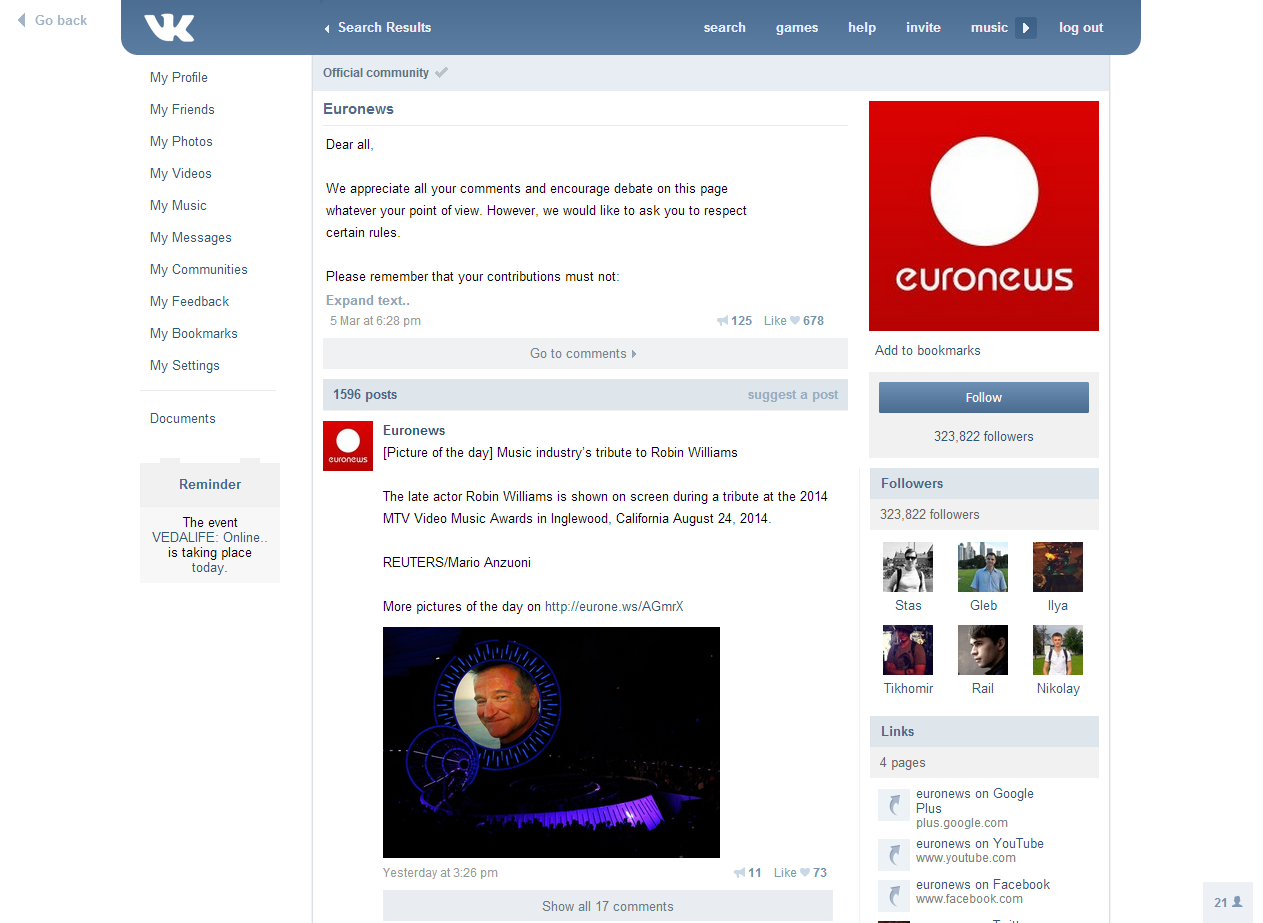 Go back
Search Results
search
games
help
invite
music
log out
My Profile
My Friends
My Photos
My Videos
My Music
My Messages
My Communities
My Feedback
My Bookmarks
My Settings
Documents
Reminder
The event
VEDALIFE: Online..
is taking place
today.
Official community
Euronews
Dear all,
We appreciate all your comments and encourage debate on this page
whatever your point of view. However, we would like to ask you to respect
certain rules.
Please remember that your contributions must not:
Expand text..
5 Mar at 6:28 pm
125
Like 678
Go to comments
1596 posts
suggest a post
euronews
Euronews
[Picture of the day] Music industry's tribute to Robin Williams
The late actor Robin Williams is shown on screen during a tribute at the 2014
MTV Video Music Awards in Inglewood, California August 24, 2014.
REUTERS/Mario Anzuoni
More pictures of the day on http://eurone.ws/AGmrX
Yesterday at 3:26 pm
11
Like 73
Show all 17 comments
euronews
Add to bookmarks
Follow
323,822 followers
Followers
323,822 followers
Stas
Gleb
Ilya
Tikhomir
Rail
Nikolay
Links
4 pages
euronews on Google
Plus
plus.google.com
euronews on YouTube
www.youtube.com
euronews on Facebook
www.facebook.com
21